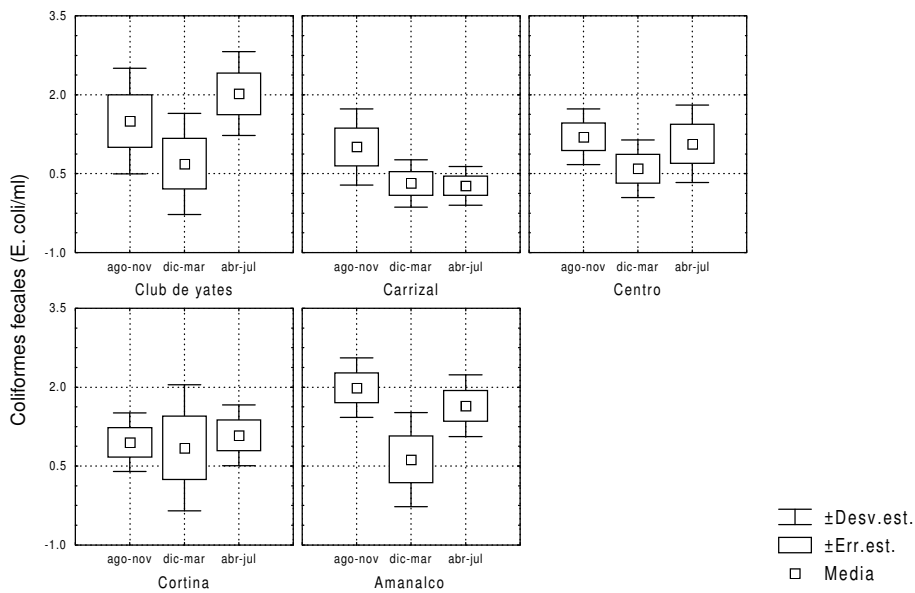 3.5
2.0
0.5
-1.0
ago-nov dic-mar abr-jul
Club de yates
ago-nov dic-mar abr-jul
Carrizal
ago-nov dic-mar abr-jul
Centro
Coliformes fecales (E. coli/ml)
3.5
2.0
0.5
-1.0
ago-nov dic-mar abr-jul
Cortina
ago-nov dic-mar abr-jul
Amanalco
±Desv.est.
±Err.est.
Media